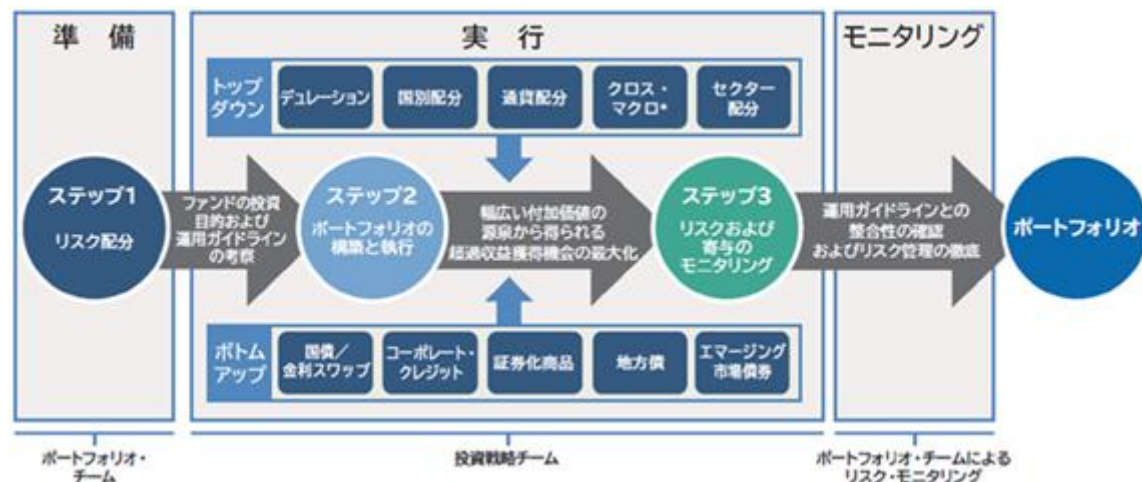 準 備
実 行
モニタリング
トップ
ダウン
デュレーション
国別配分
通貨配分
クロス・
マクロ*
セクター
配分
ステップ1
リスク配分
ファンドの投資
目的および
運用ガイドライン
の考察
ステップ2
ポートフォリオの
構築と執行
幅広い付加価値の
源泉から得られる
超過収益獲得機会の最大化
ステップ3
リスクおよび
寄与の
モニタリング
運用ガイドラインとの
整合性の確認
およびリスク管理の徹底
ポートフォリオ
ボトム
アップ
国債／
金利スワップ
コーポレート・
クレジット
証券化商品
地方債
エマージング
市場債券
ポートフォリオ・
チーム
投資戦略チーム
ポートフォリオ・チームによる
リスク・モニタリング